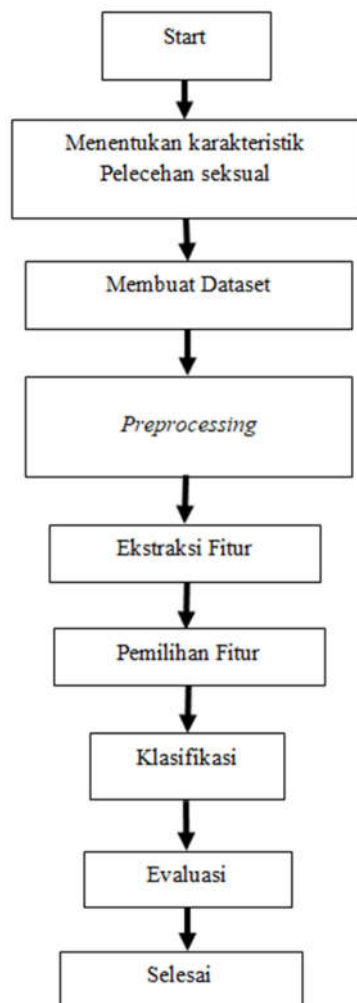 Start
Menentukan karakteristik
Pelecehan seksual
Membuat Dataset
Preprocessing
Ekstraksi Fitur
Pemilihan Fitur
Klasifikasi
Evaluasi
Selesai